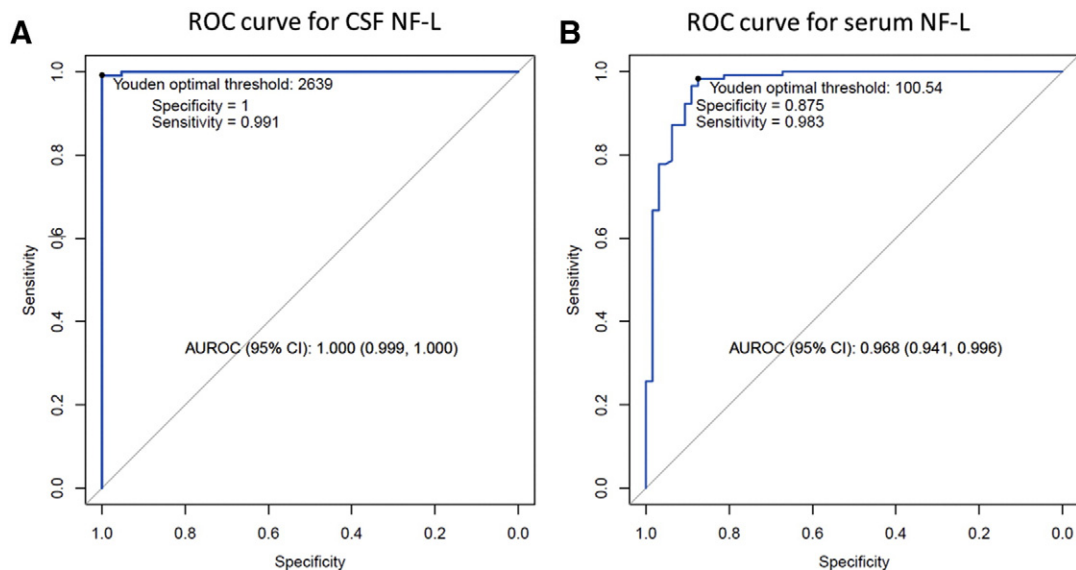 A
ROC curve for CSF NF-L
1.0
0.8
0.6
0.4
0.2
0.0
Sensitivity
Youden optimal threshold: 2639
Specificity = 1
Sensitivity = 0.991
AUROC (95% CI): 1.000 (0.999, 1.000)
1.0 0.8 0.6 0.4 0.2 0.0
Specificity
B
ROC curve for serum NF-L
1.0
0.8
0.6
0.4
0.2
0.0
Sensitivity
Youden optimal threshold: 100.54
Specificity = 0.875
Sensitivity = 0.983
AUROC (95% CI): 0.968 (0.941, 0.996)
1.0 0.8 0.6 0.4 0.2 0.0
Specificity